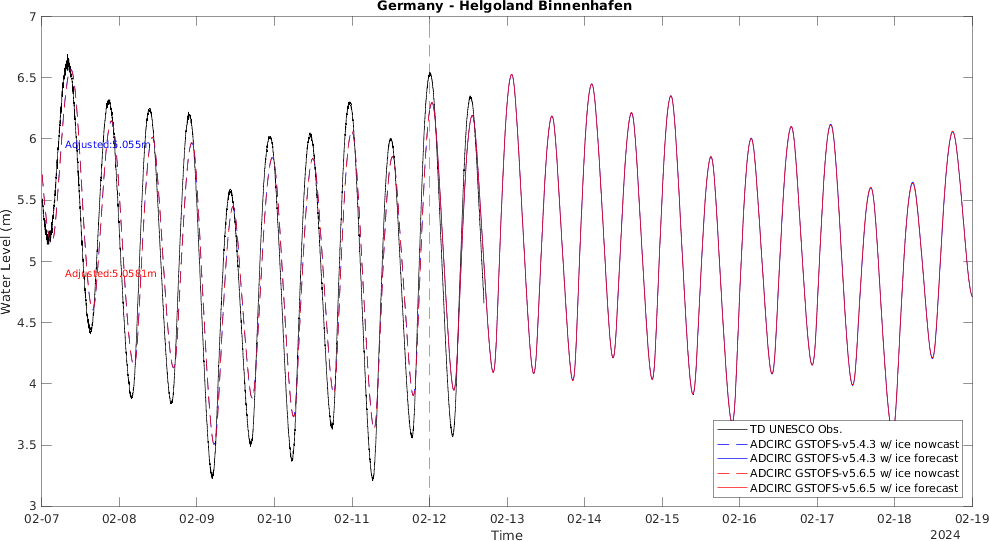 Germany - Helgoland Binnenhafen
7
6.5
6
5.5
5
4.5
4
3.5
3
Water Level (m)
Adjusted:5.055m
Adjusted:5.0581m
TD UNESCO Obs.
ADCIRC GSTOFS-v5.4.3 w/ ice nowcast
ADCIRC GSTOFS-v5.4.3 w/ ice forecast
ADCIRC GSTOFS-v5.6.5 w/ ice nowcast
ADCIRC GSTOFS-v5.6.5 w/ ice forecast
02-07 02-08 02-09 02-10 02-11 02-12 02-13 02-14 02-15 02-16 02-17 02-18 02-19
Time
2024